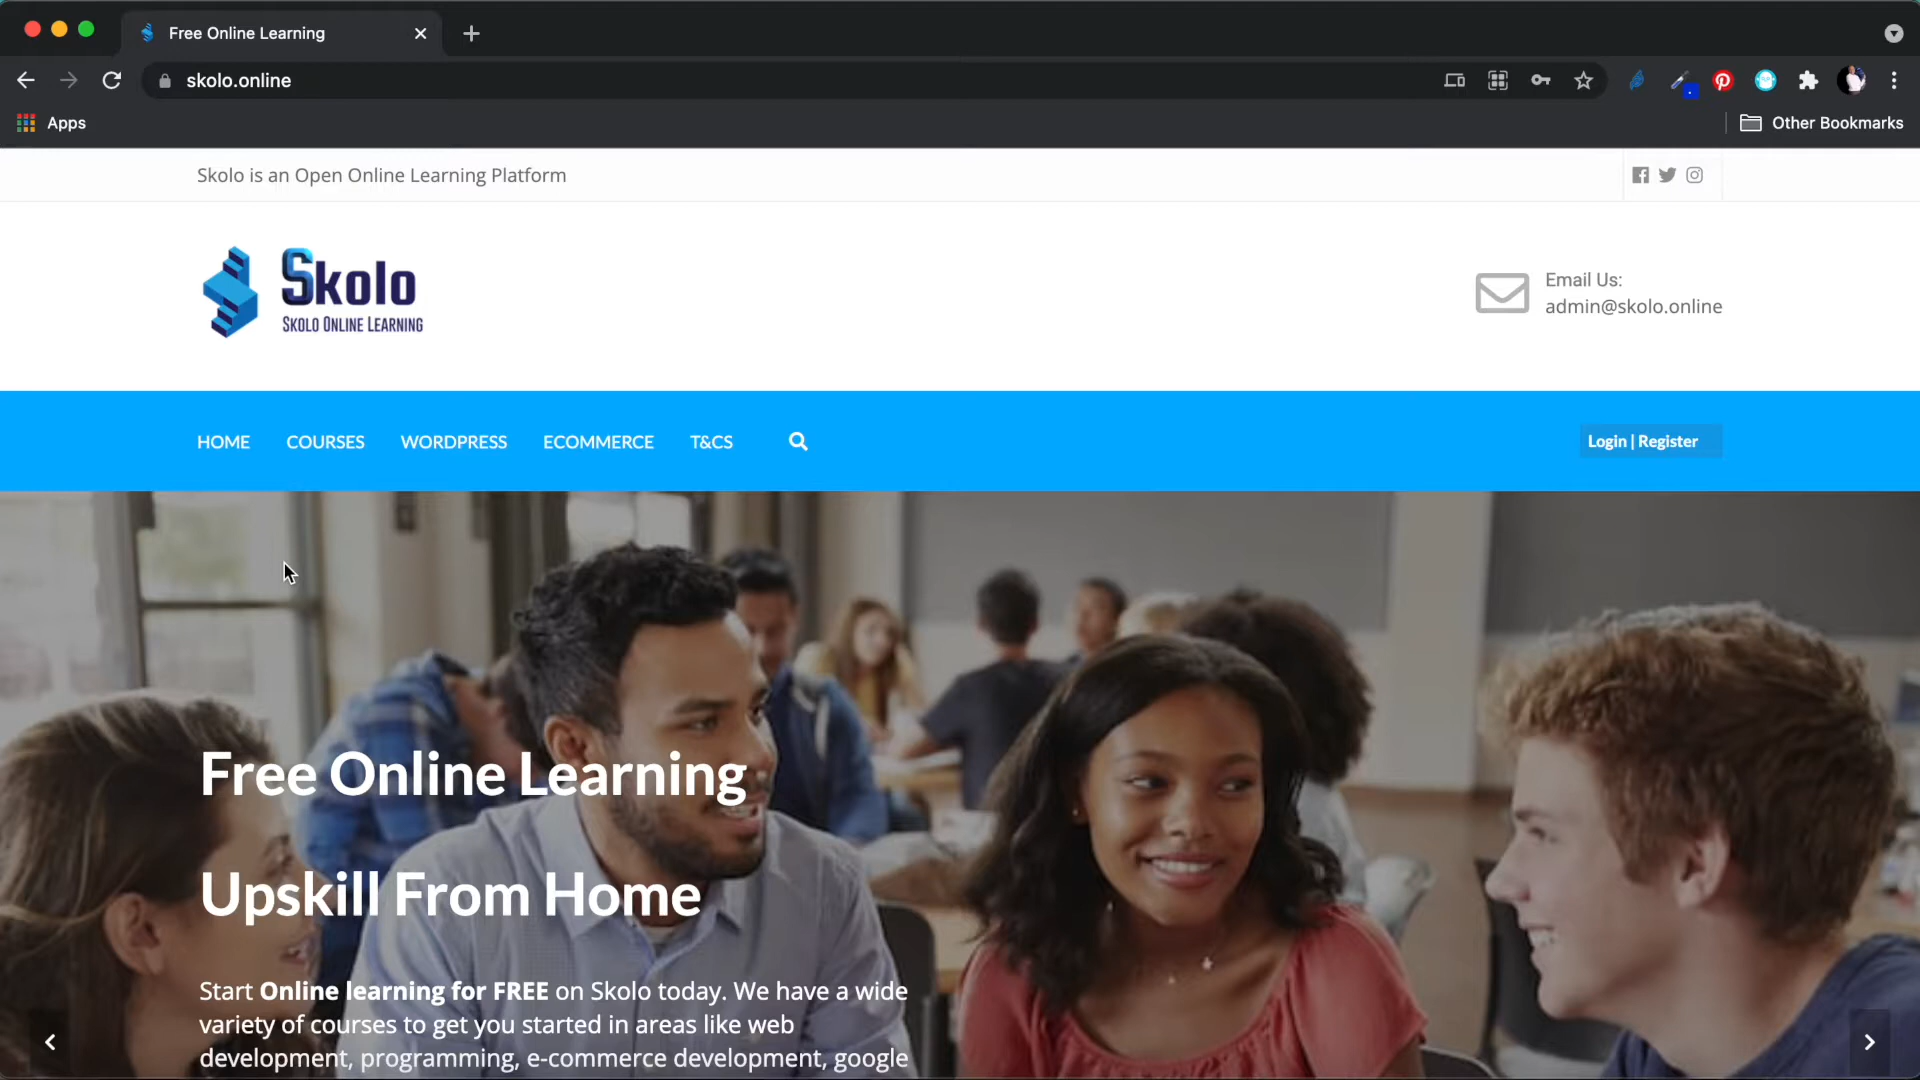 Free Online Learning
skolo.online
Apps
Other Bookmarks
Skolo is an Open Online Learning Platform
Skolo
SKOLO ONLINE LEARNING
Email Us:
admin@skolo.online
HOME COURSES WORDPRESS ECOMMERCE T&CS
Login | Register
Free Online Learning
Upskill From Home
Start Online learning for FREE on Skolo today. We have a wide
variety of courses to get you started in areas like web
development, programming, e-commerce development, google